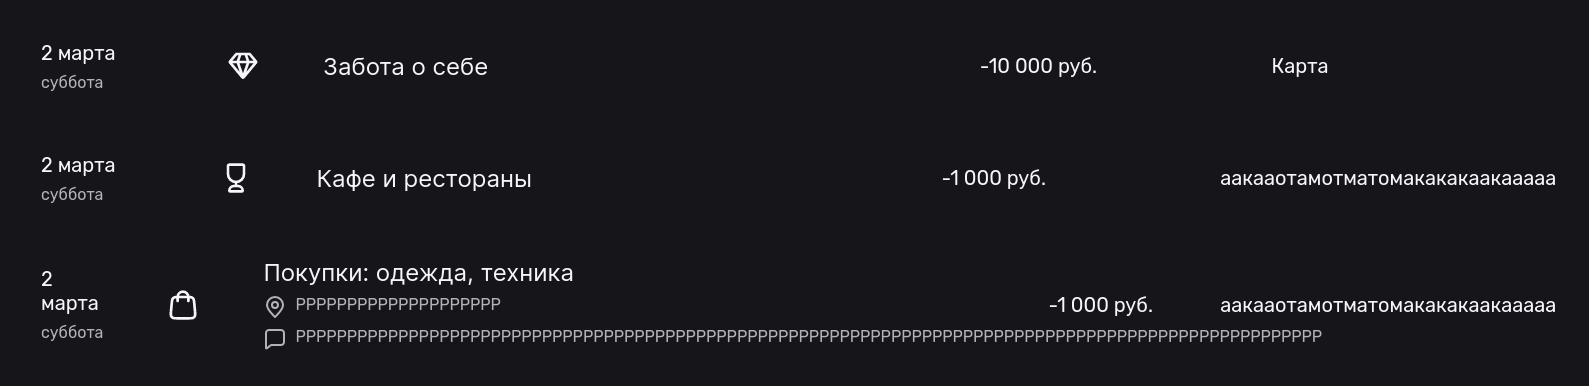 2 марта
суббота
Забота о себе
-10 000 руб.
Карта
2 марта
суббота
Кафе и рестораны
-1 000 руб.
аакааотамотматомакакакаакааааа
2
марта
суббота
Покупки: одежда, техника
РРРРРРРРРРРРРРРРРРРР
РРРРРРРРРРРРРРРРРРРРРРРРРРРРРРРРРРРРРРРРРРРРРРРРРРРРРРРРРРРРРРРРРРРРРРРРРРРРРРРРРРРРРРРРРРРРРРРРРРРР
-1 000 руб.
аакааотамотматомакакакаакааааа